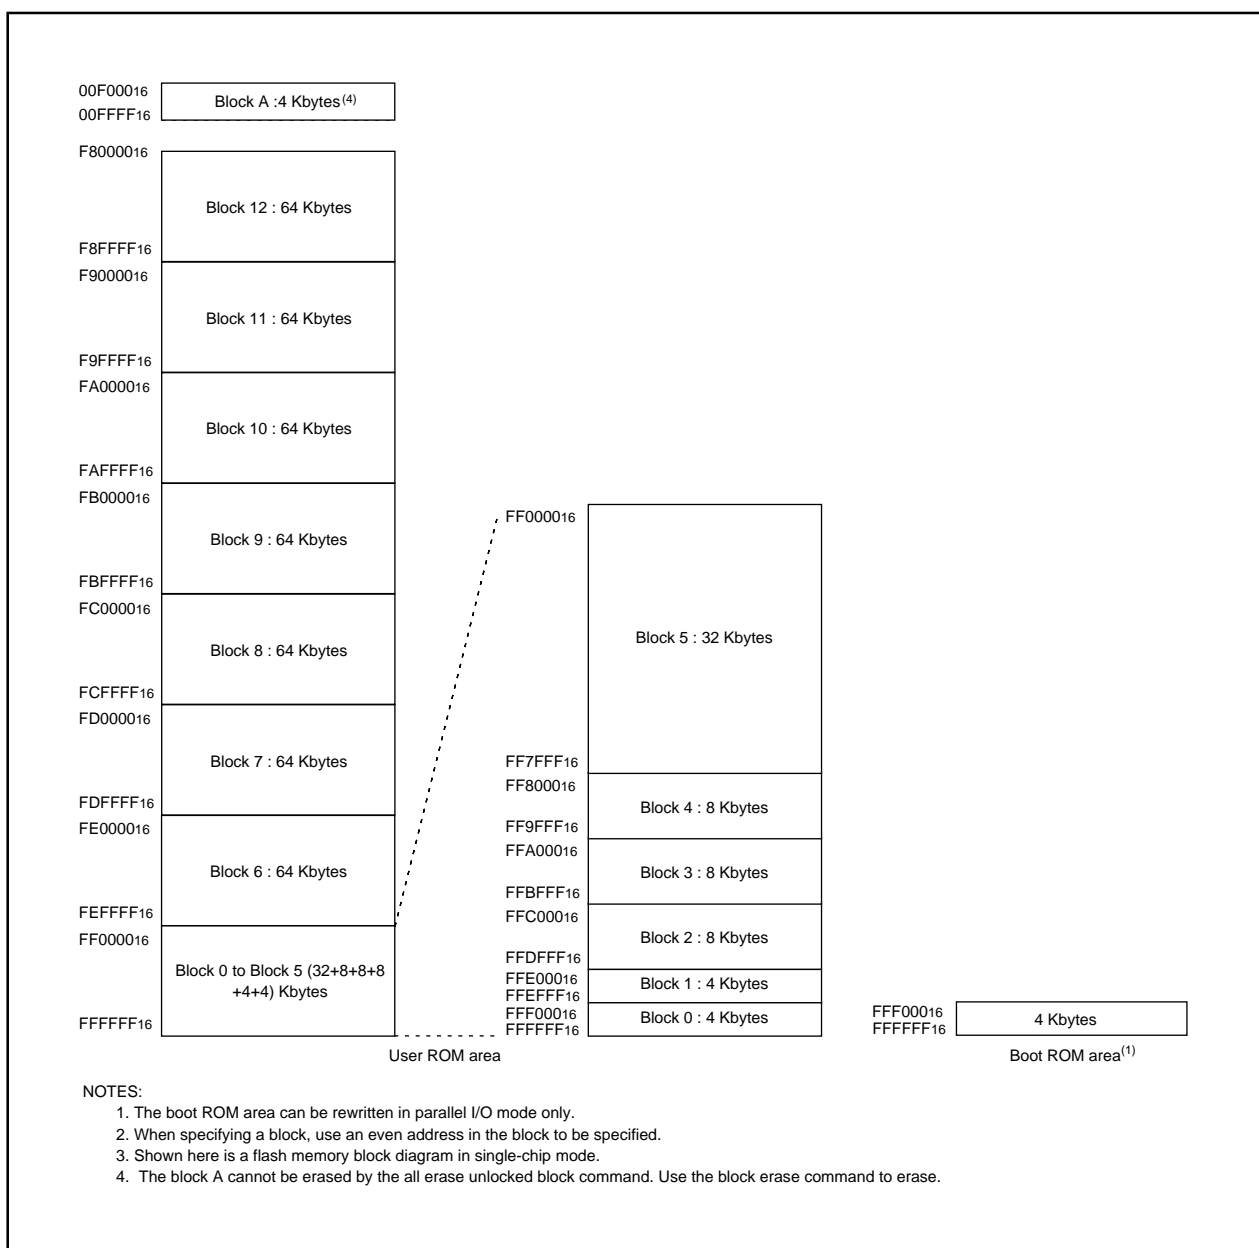 00F00016
Block A :4 Kbytes(4)
00FFFF16
F8000016
Block 12 : 64 Kbytes
F8FFFF16
F9000016
Block 11 : 64 Kbytes
F9FFFF16
FA000016
Block 10 : 64 Kbytes
FAFFFF16
FB000016
Block 9 : 64 Kbytes
FBFFFF16
FC000016
Block 8 : 64 Kbytes
FCFFFF16
FD000016
Block 7 : 64 Kbytes
FDFFFF16
FE000016
Block 6 : 64 Kbytes
FEFFFF16
FF000016
Block 0 to Block 5 (32+8+8+8
+4+4) Kbytes
FFFFFF16
FF000016
Block 5 : 32 Kbytes
FF7FFF16
FF800016
Block 4 : 8 Kbytes
FF9FFF16
FFA00016
Block 3 : 8 Kbytes
FFBFFF16
FFC00016
Block 2 : 8 Kbytes
FFDFFF16
FFE00016
Block 1 : 4 Kbytes
FFEFFF16
FFF00016
Block 0 : 4 Kbytes
FFFFFF16
User ROM area
FFF00016
4 Kbytes
FFFFFF16
Boot ROM area(1)
NOTES:
1. The boot ROM area can be rewritten in parallel I/O mode only.
2. When specifying a block, use an even address in the block to be specified.
3. Shown here is a flash memory block diagram in single-chip mode.
4. The block A cannot be erased by the all erase unlocked block command. Use the block erase command to erase.